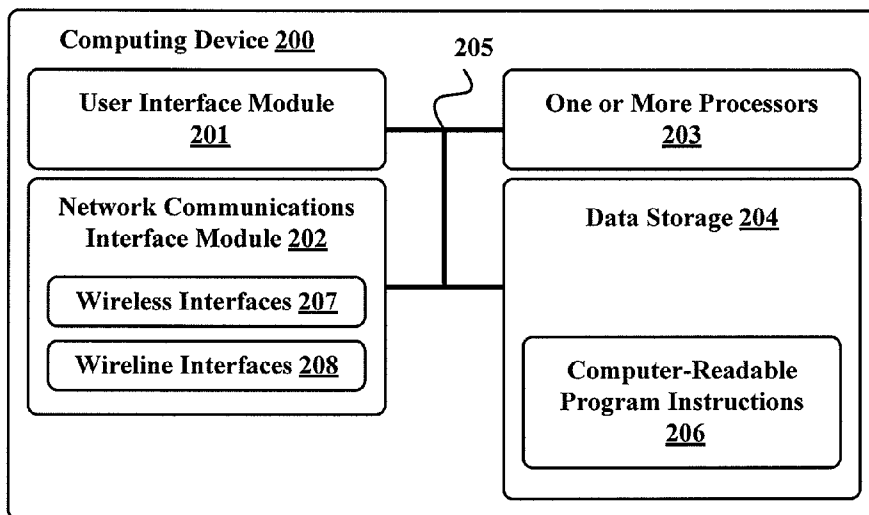 Computing Device 200
205
User Interface Module
201
One or More Processors
203
Network Communications
Interface Module 202
Wireless Interfaces 207
Wireline Interfaces 208
Data Storage 204
Computer-Readable
Program Instructions
206